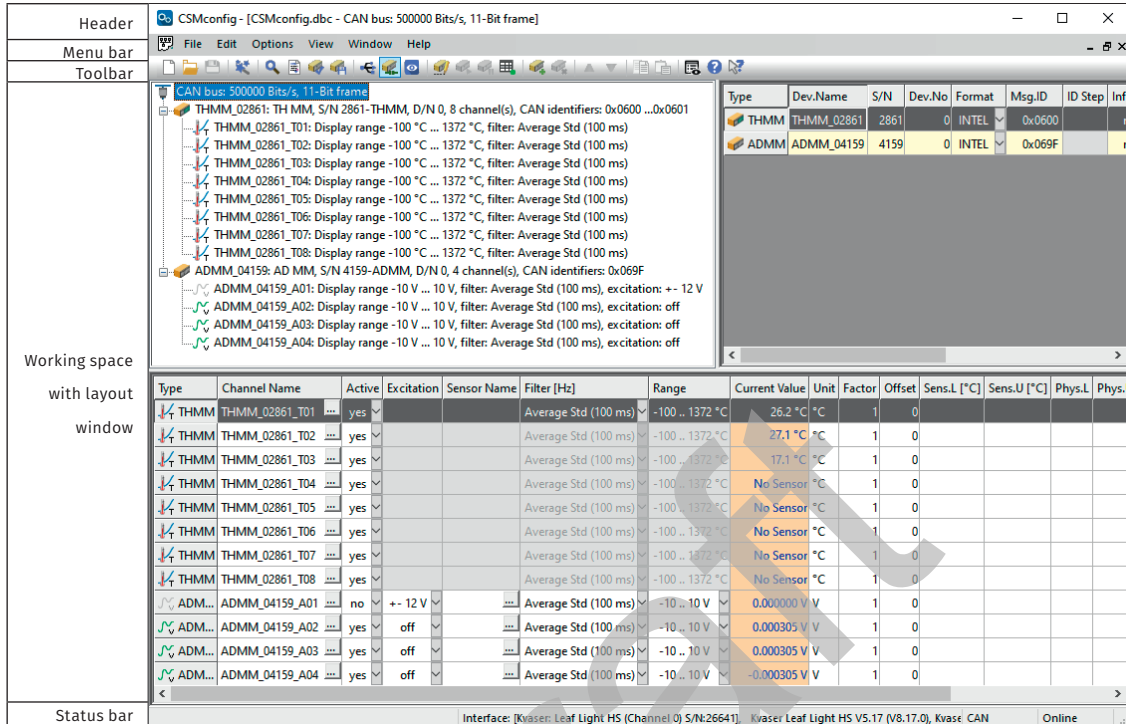 Header
CSMconfig - [CSMconfig.dbc - CAN bus: 500000 Bits/s, 11-Bit frame]
Menu bar
File Edit Options View Window Help
Toolbar
CAN bus: 500000 Bits/s, 11-Bit frame
THMM_02861: TH MM, S/N 2861-THMM, D/N 0, 8 channel(s), CAN identifiers: 0x0600 ...0x0601
THMM_02861_T01: Display range -100 °C ... 1372 °C, filter: Average Std (100 ms)
THMM_02861_T02: Display range -100 °C ... 1372 °C, filter: Average Std (100 ms)
THMM_02861_T03: Display range -100 °C ... 1372 °C, filter: Average Std (100 ms)
THMM_02861_T04: Display range -100 °C ... 1372 °C, filter: Average Std (100 ms)
THMM_02861_T05: Display range -100 °C ... 1372 °C, filter: Average Std (100 ms)
THMM_02861_T06: Display range -100 °C ... 1372 °C, filter: Average Std (100 ms)
THMM_02861_T07: Display range -100 °C ... 1372 °C, filter: Average Std (100 ms)
THMM_02861_T08: Display range -100 °C ... 1372 °C, filter: Average Std (100 ms)
ADMM_04159: AD MM, S/N 4159-ADMM, D/N 0, 4 channel(s), CAN identifiers: 0x069F
ADMM_04159_A01: Display range -10 V ... 10 V, filter: Average Std (100 ms), excitation: +- 12 V
ADMM_04159_A02: Display range -10 V ... 10 V, filter: Average Std (100 ms), excitation: off
ADMM_04159_A03: Display range -10 V ... 10 V, filter: Average Std (100 ms), excitation: off
ADMM_04159_A04: Display range -10 V ... 10 V, filter: Average Std (100 ms), excitation: off
Type Dev.Name S/N Dev.No Format Msg.ID ID Step Inf
THMM THMM_02861 2861 0 INTEL 0x0600
ADMM ADMM_04159 4159 0 INTEL 0x069F
Working space
with layout
window
Type Channel Name Active Excitation Sensor Name Filter [Hz] Range Current Value Unit Factor Offset Sens.L [°C] Sens.U [°C] Phys.L Phys.
THMM THMM_02861_T01 ... yes Average Std (100 ms) -100 .. 1372 °C 26.2 °C °C 1 0
THMM THMM_02861_T02 ... yes Average Std (100 ms) -100 .. 1372 °C 27.1 °C °C 1 0
THMM THMM_02861_T03 ... yes Average Std (100 ms) -100 .. 1372 °C 17.1 °C °C 1 0
THMM THMM_02861_T04 ... yes Average Std (100 ms) -100 .. 1372 °C No Sensor °C 1 0
THMM THMM_02861_T05 ... yes Average Std (100 ms) -100 .. 1372 °C No Sensor °C 1 0
THMM THMM_02861_T06 ... yes Average Std (100 ms) -100 .. 1372 °C No Sensor °C 1 0
THMM THMM_02861_T07 ... yes Average Std (100 ms) -100 .. 1372 °C No Sensor °C 1 0
THMM THMM_02861_T08 ... yes Average Std (100 ms) -100 .. 1372 °C No Sensor °C 1 0
ADM... ADMM_04159_A01 ... no +- 12 V ... Average Std (100 ms) -10 .. 10 V 0.000000 V V 1 0
ADM... ADMM_04159_A02 ... yes off ... Average Std (100 ms) -10 .. 10 V 0.000305 V V 1 0
ADM... ADMM_04159_A03 ... yes off ... Average Std (100 ms) -10 .. 10 V 0.000305 V V 1 0
ADM... ADMM_04159_A04 ... yes off ... Average Std (100 ms) -10 .. 10 V -0.000305 V V 1 0
Status bar
Interface: [Kvaser: Leaf Light HS (Channel 0) S/N:26641], Kvaser Leaf Light HS V5.17 (V8.17.0), Kvase CAN Online